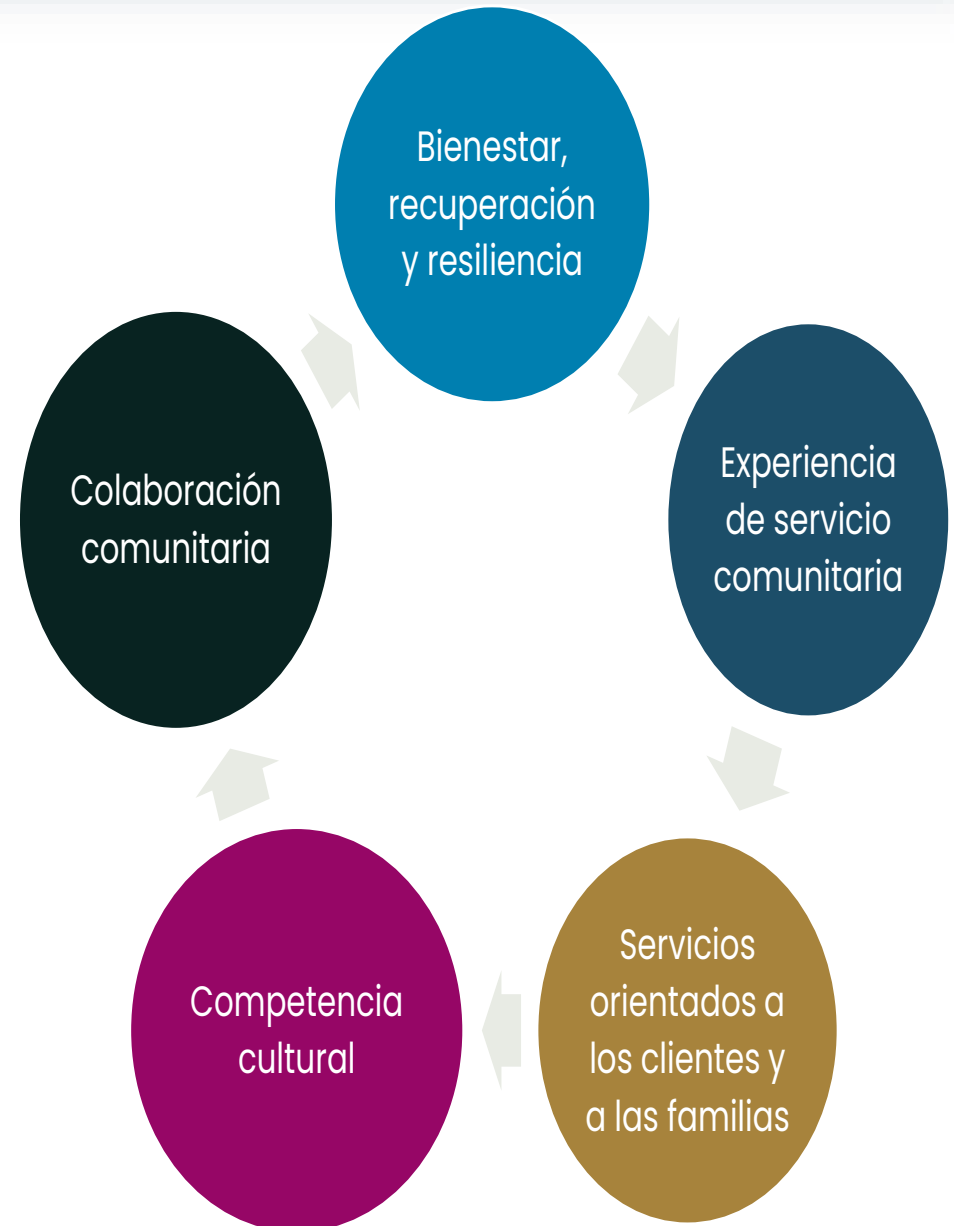 Bienestar,
recuperación
y resiliencia
Experiencia
de servicio
comunitaria
Servicios
orientados a
los clientes y
a las familias
Competencia
cultural
Colaboración
comunitaria